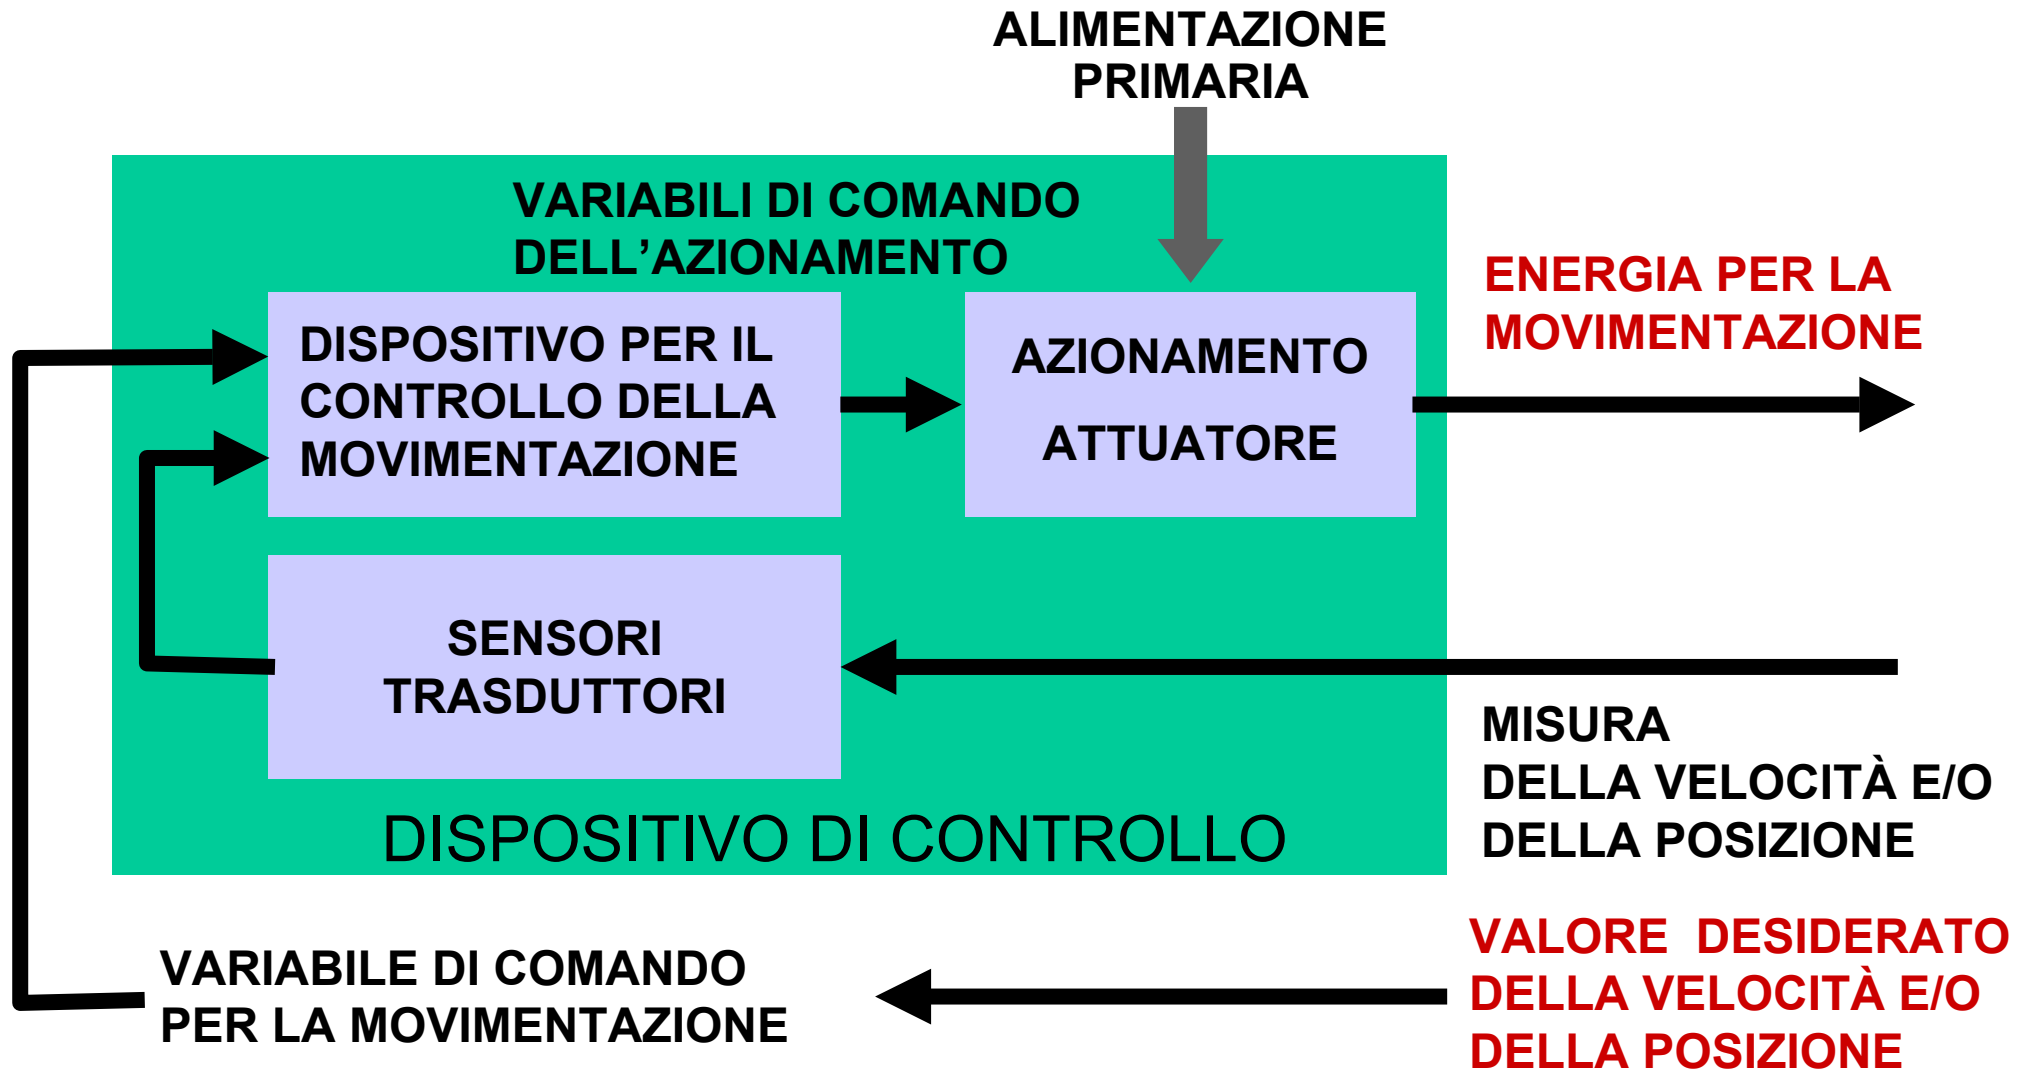 ALIMENTAZIONE
PRIMARIA
VARIABILI DI COMANDO
DELL’AZIONAMENTO
DISPOSITIVO PER IL
CONTROLLO DELLA
MOVIMENTAZIONE
AZIONAMENTO
ATTUATORE
ENERGIA PER LA
MOVIMENTAZIONE
SENSORI
TRASDUTTORI
MISURA
DELLA VELOCITÀ E/O
DELLA POSIZIONE
DISPOSITIVO DI CONTROLLO
VARIABILE DI COMANDO
PER LA MOVIMENTAZIONE
VALORE DESIDERATO
DELLA VELOCITÀ E/O
DELLA POSIZIONE